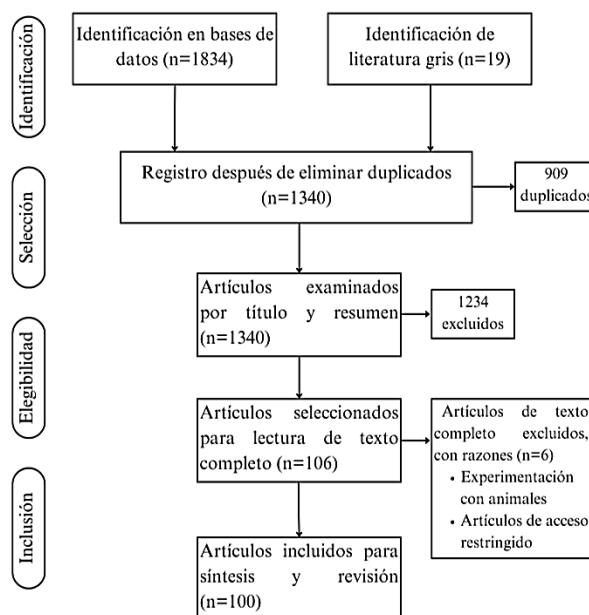 Identificación
Identificación en bases de
datos (n=1834)
Identificación de
literatura gris (n=19)
Registro después de eliminar duplicados
(n=1340)
909
duplicados
Selección
Artículos examinados
por título y resumen
(n=1340)
1234
excluidos
Elegibilidad
Artículos seleccionados
para lectura de texto
completo (n=106)
Artículos de texto
completo excluidos,
con razones (n=6)
• Experimentación
con animales
• Artículos de acceso
restringido
Inclusión
Artículos incluidos para
síntesis y revisión
(n=100)